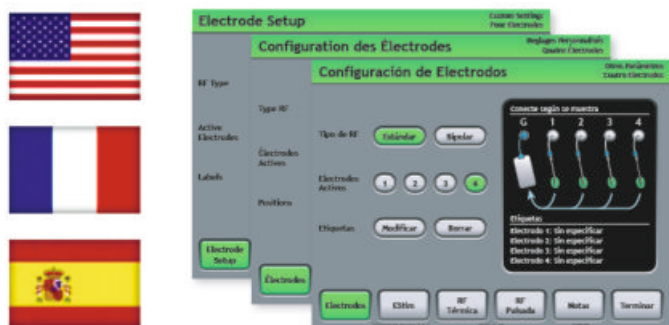 Electrode Setup
Custom Settings
Four Electrodes
RF Type
Active
Electrodes
Labels
Electrode
Setup
Configuration des Électrodes
Réglages Personnalisés
Quatre Électrodes
Type RF
Électrodes
Actives
Positions
Électrodes
Configuración de Electrodos
Otros Parámetros
Cuatro Electrodos
Tipo de RF
Estándar
Bipolar
Electrodos
Activos
1 2 3 4
Etiquetas
Modificar
Borrar
Conecte según se muestra
G 1 2 3 4
Etiquetas
Electrodo 1: Sin especificar
Electrodo 2: Sin especificar
Electrodo 3: Sin especificar
Electrodo 4: Sin especificar
Electrodos
EStim
RF
Térmica
RF
Pulsada
Notas
Terminar